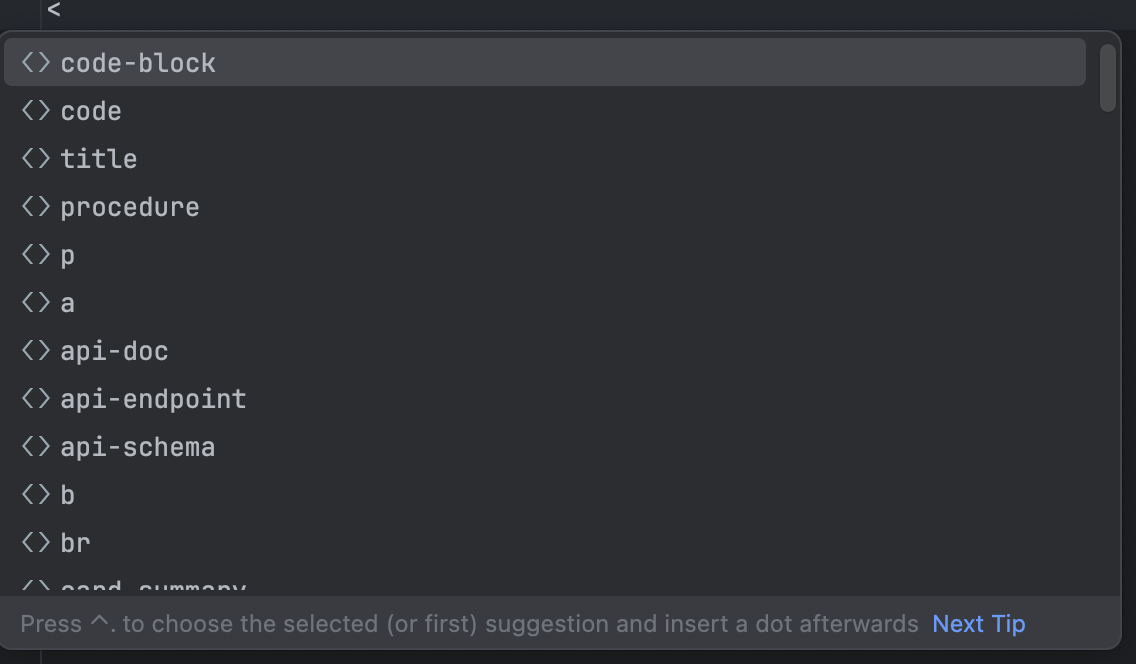 <
<> code-block
<> code
<> title
<> procedure
<> p
<> a
<> api-doc
<> api-endpoint
<> api-schema
<> b
<> br
Press ^. to choose the selected (or first) suggestion and insert a dot afterwards Next Tip